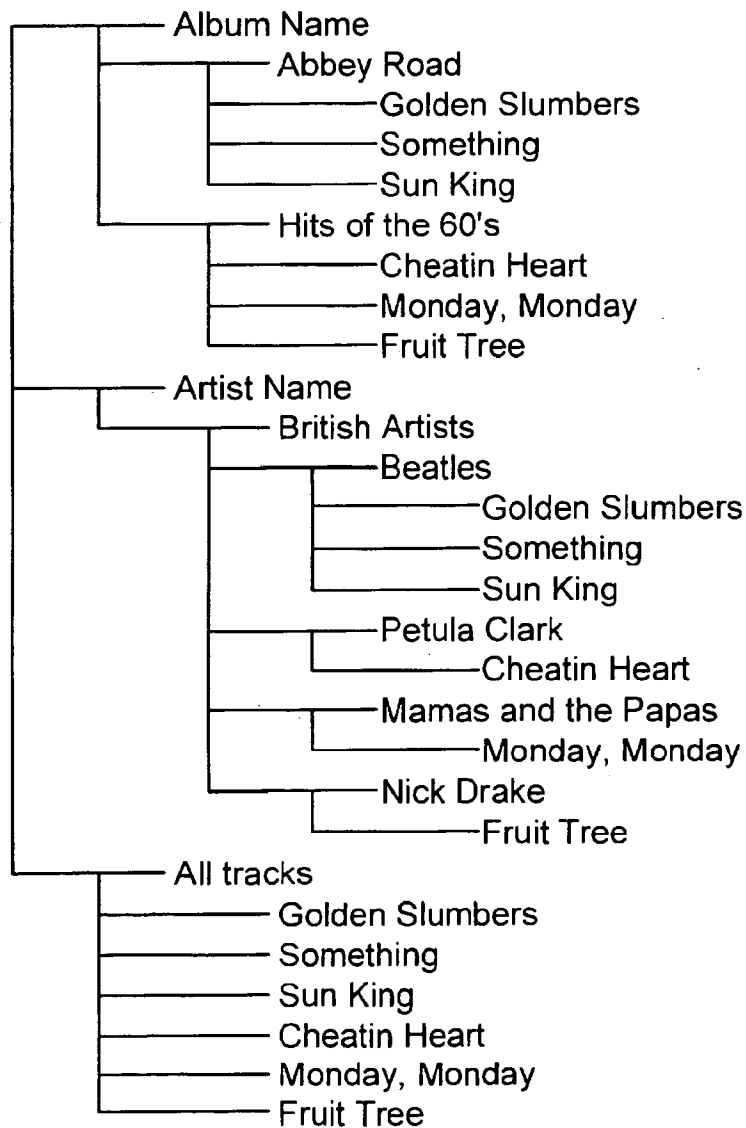 Album Name
Abbey Road
Golden Slumbers
Something
Sun King
Hits of the 60's
Cheatin Heart
Monday, Monday
Fruit Tree
Artist Name
British Artists
Beatles
Golden Slumbers
Something
Sun King
Petula Clark
Cheatin Heart
Mamas and the Papas
Monday, Monday
Nick Drake
Fruit Tree
All tracks
Golden Slumbers
Something
Sun King
Cheatin Heart
Monday, Monday
Fruit Tree